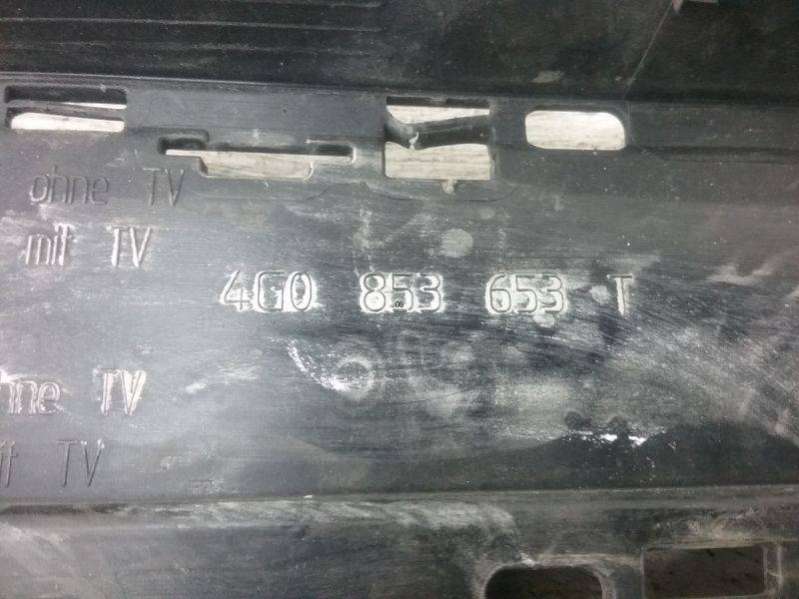 ohne TV
mit TV
4G0 853 653 T
hne TV
it TV